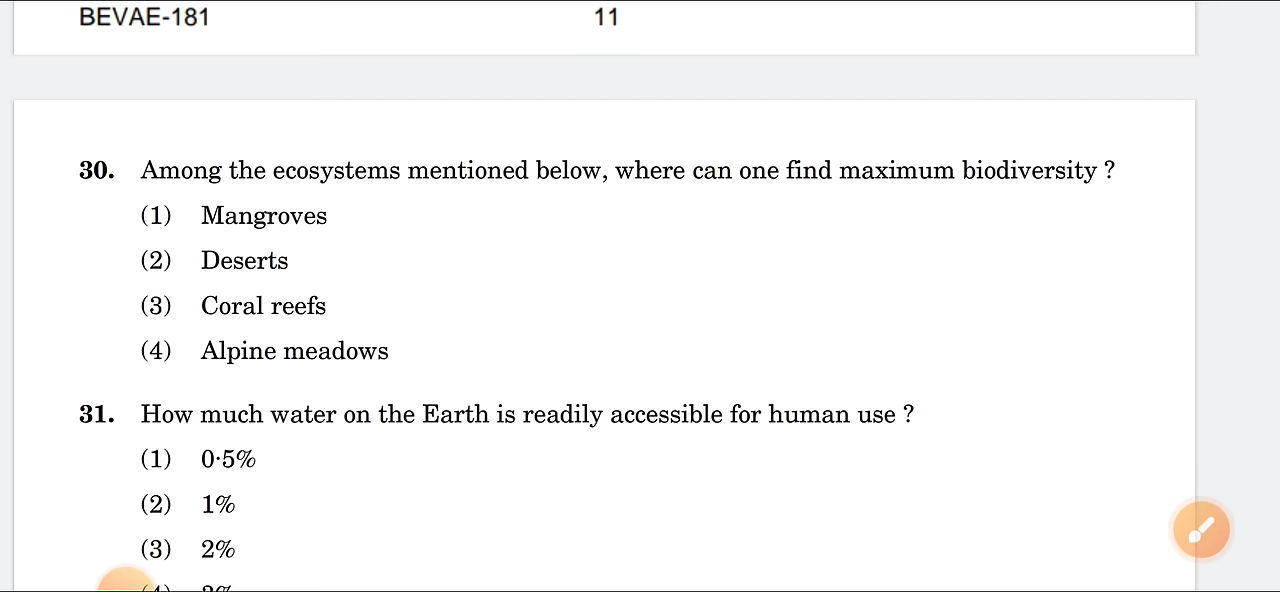 BEVAE-181 11
30. Among the ecosystems mentioned below, where can one find maximum biodiversity ?
(1) Mangroves
(2) Deserts
(3) Coral reefs
(4) Alpine meadows
31. How much water on the Earth is readily accessible for human use ?
(1) 0·5%
(2) 1%
(3) 2%